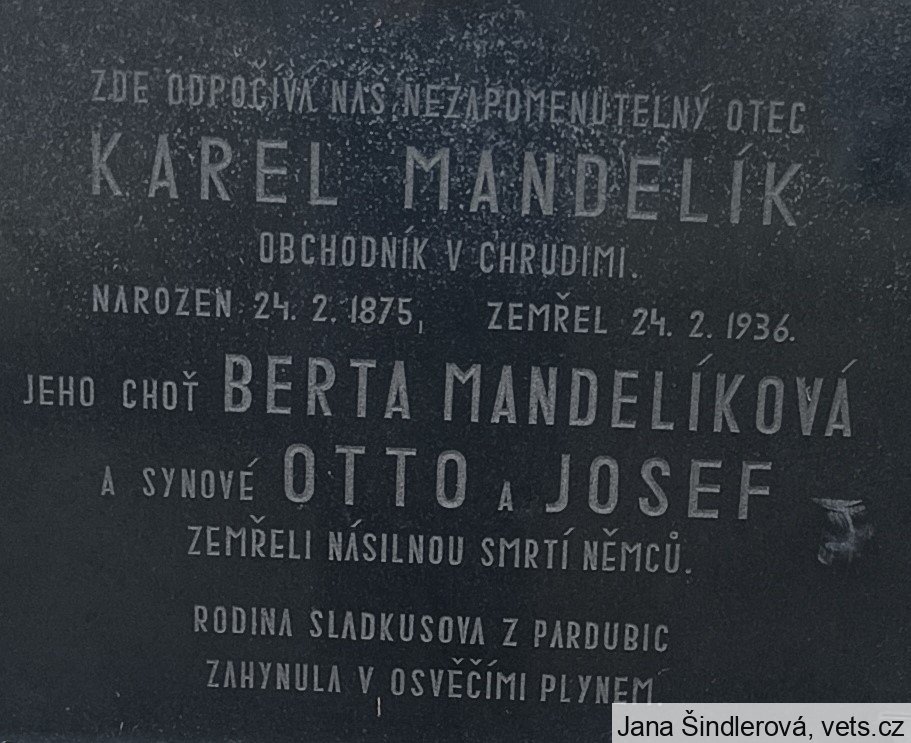 ZDE ODPOČÍVÁ NÁŠ NEZAPOMENUTELNÝ OTEC
KAREL MANDELÍK
OBCHODNÍK V CHRUDIMI.
NAROZEN 24. 2. 1875, ZEMŘEL 24. 2. 1936.
JEHO CHOŤ BERTA MANDELÍKOVÁ
A SYNOVÉ OTTO A JOSEF
ZEMŘELI NÁSILNOU SMRTÍ NĚMCŮ.
RODINA SLADKUSOVA Z PARDUBIC
ZAHYNULA V OSVĚČÍMI PLYNEM.
Jana Šindlerová, vets.cz